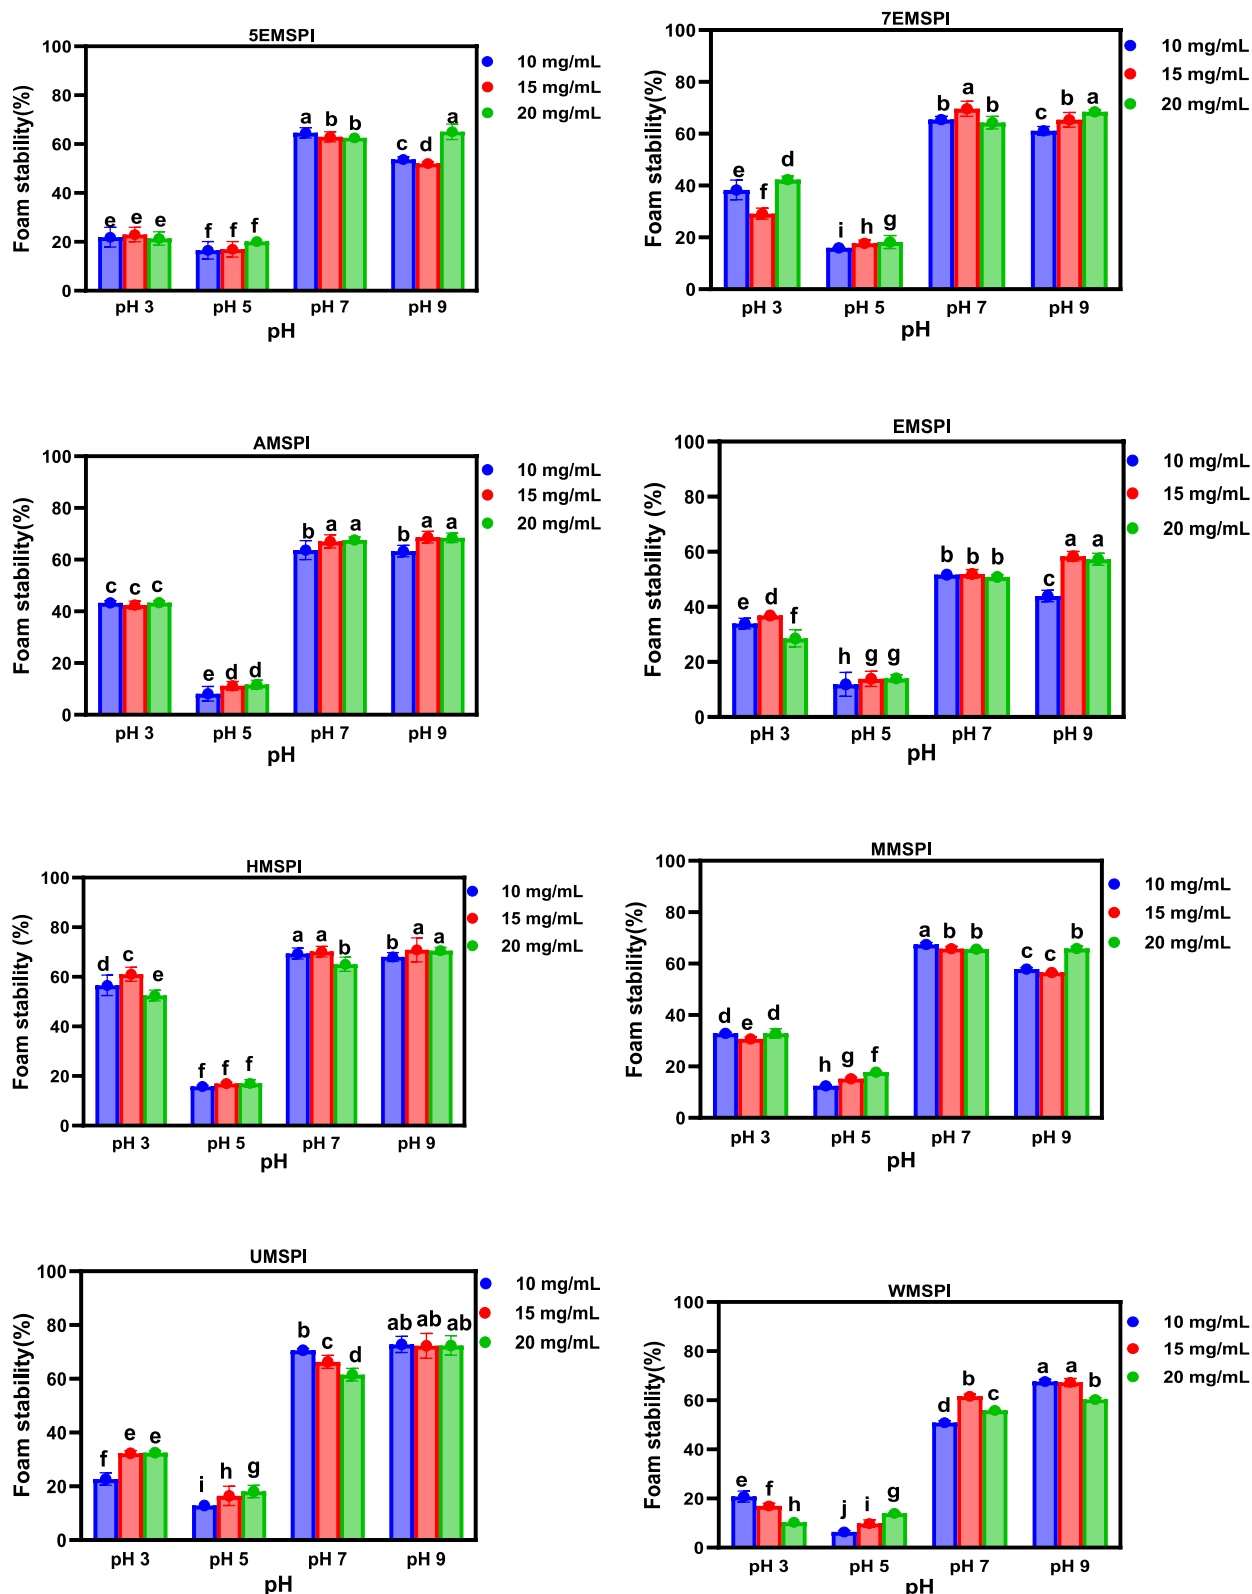 5EMSPI
Foam stability(%)
100
80
60
40
20
0
a b b
a
c d
e e e
f f f
pH 3 pH 5 pH 7 pH 9
pH
10 mg/mL
15 mg/mL
20 mg/mL
7EMSPI
Foam stability(%)
100
80
60
40
20
0
e f d
i h g
b a b
c b a
pH 3 pH 5 pH 7 pH 9
pH
10 mg/mL
15 mg/mL
20 mg/mL
AMSPI
Foam stability(%)
100
80
60
40
20
0
c c c
e d d
b a a
b a a
pH 3 pH 5 pH 7 pH 9
pH
10 mg/mL
15 mg/mL
20 mg/mL
EMSPI
Foam stability (%)
100
80
60
40
20
0
e d f
h g g
b b b
c a a
pH 3 pH 5 pH 7 pH 9
pH
10 mg/mL
15 mg/mL
20 mg/mL
HMSPI
Foam stability (%)
100
80
60
40
20
0
d c e
f f f
a a b
b a a
pH 3 pH 5 pH 7 pH 9
pH
10 mg/mL
15 mg/mL
20 mg/mL
MMSPI
Foam stability(%)
100
80
60
40
20
0
d e d
h g f
a b b
c c b
pH 3 pH 5 pH 7 pH 9
pH
10 mg/mL
15 mg/mL
20 mg/mL
UMSPI
Foam stability(%)
100
80
60
40
20
0
f e e
i h g
b c d
ab ab ab
pH 3 pH 5 pH 7 pH 9
pH
10 mg/mL
15 mg/mL
20 mg/mL
WMSPI
Foam stability(%)
100
80
60
40
20
0
e f h
j i g
d b c
a a b
pH 3 pH 5 pH 7 pH 9
pH
10 mg/mL
15 mg/mL
20 mg/mL